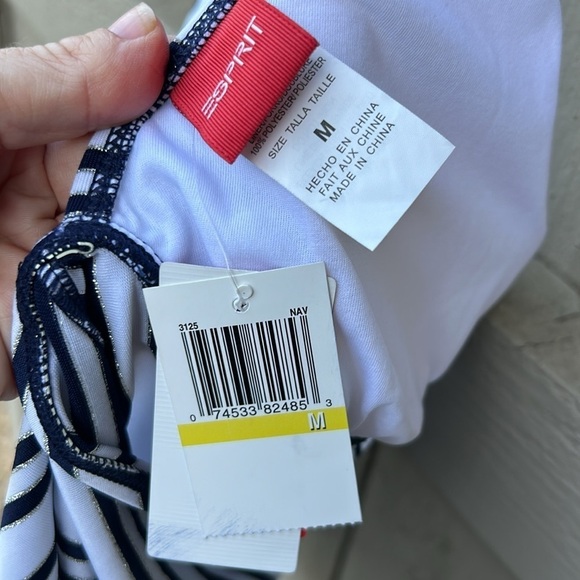 ESPRIT
100% POLYESTER POLIESTER
SIZE TALLA TAILLE
M
HECHO EN CHINA
FAIT AUX CHINE
MADE IN CHINA
3125 NAV
0 74533 82485 3
M